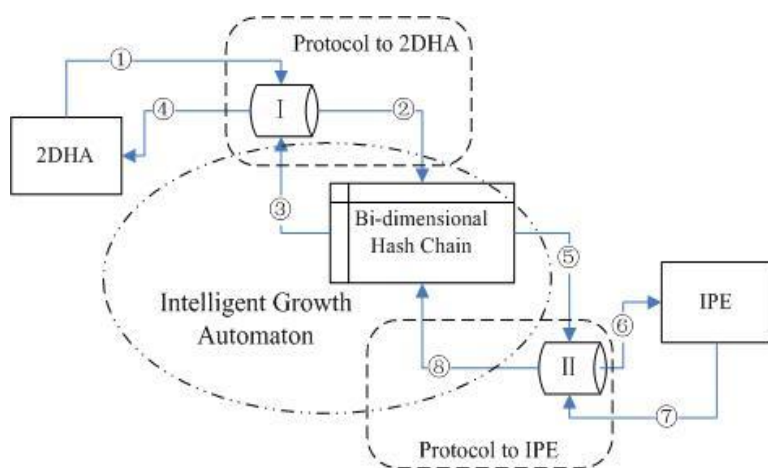 Protocol to 2DHA
①
④
Ⅰ
②
2DHA
③
Bi-dimensional
Hash Chain
⑤
Intelligent Growth
Automaton
IPE
⑥
⑧
Ⅱ
⑦
Protocol to IPE